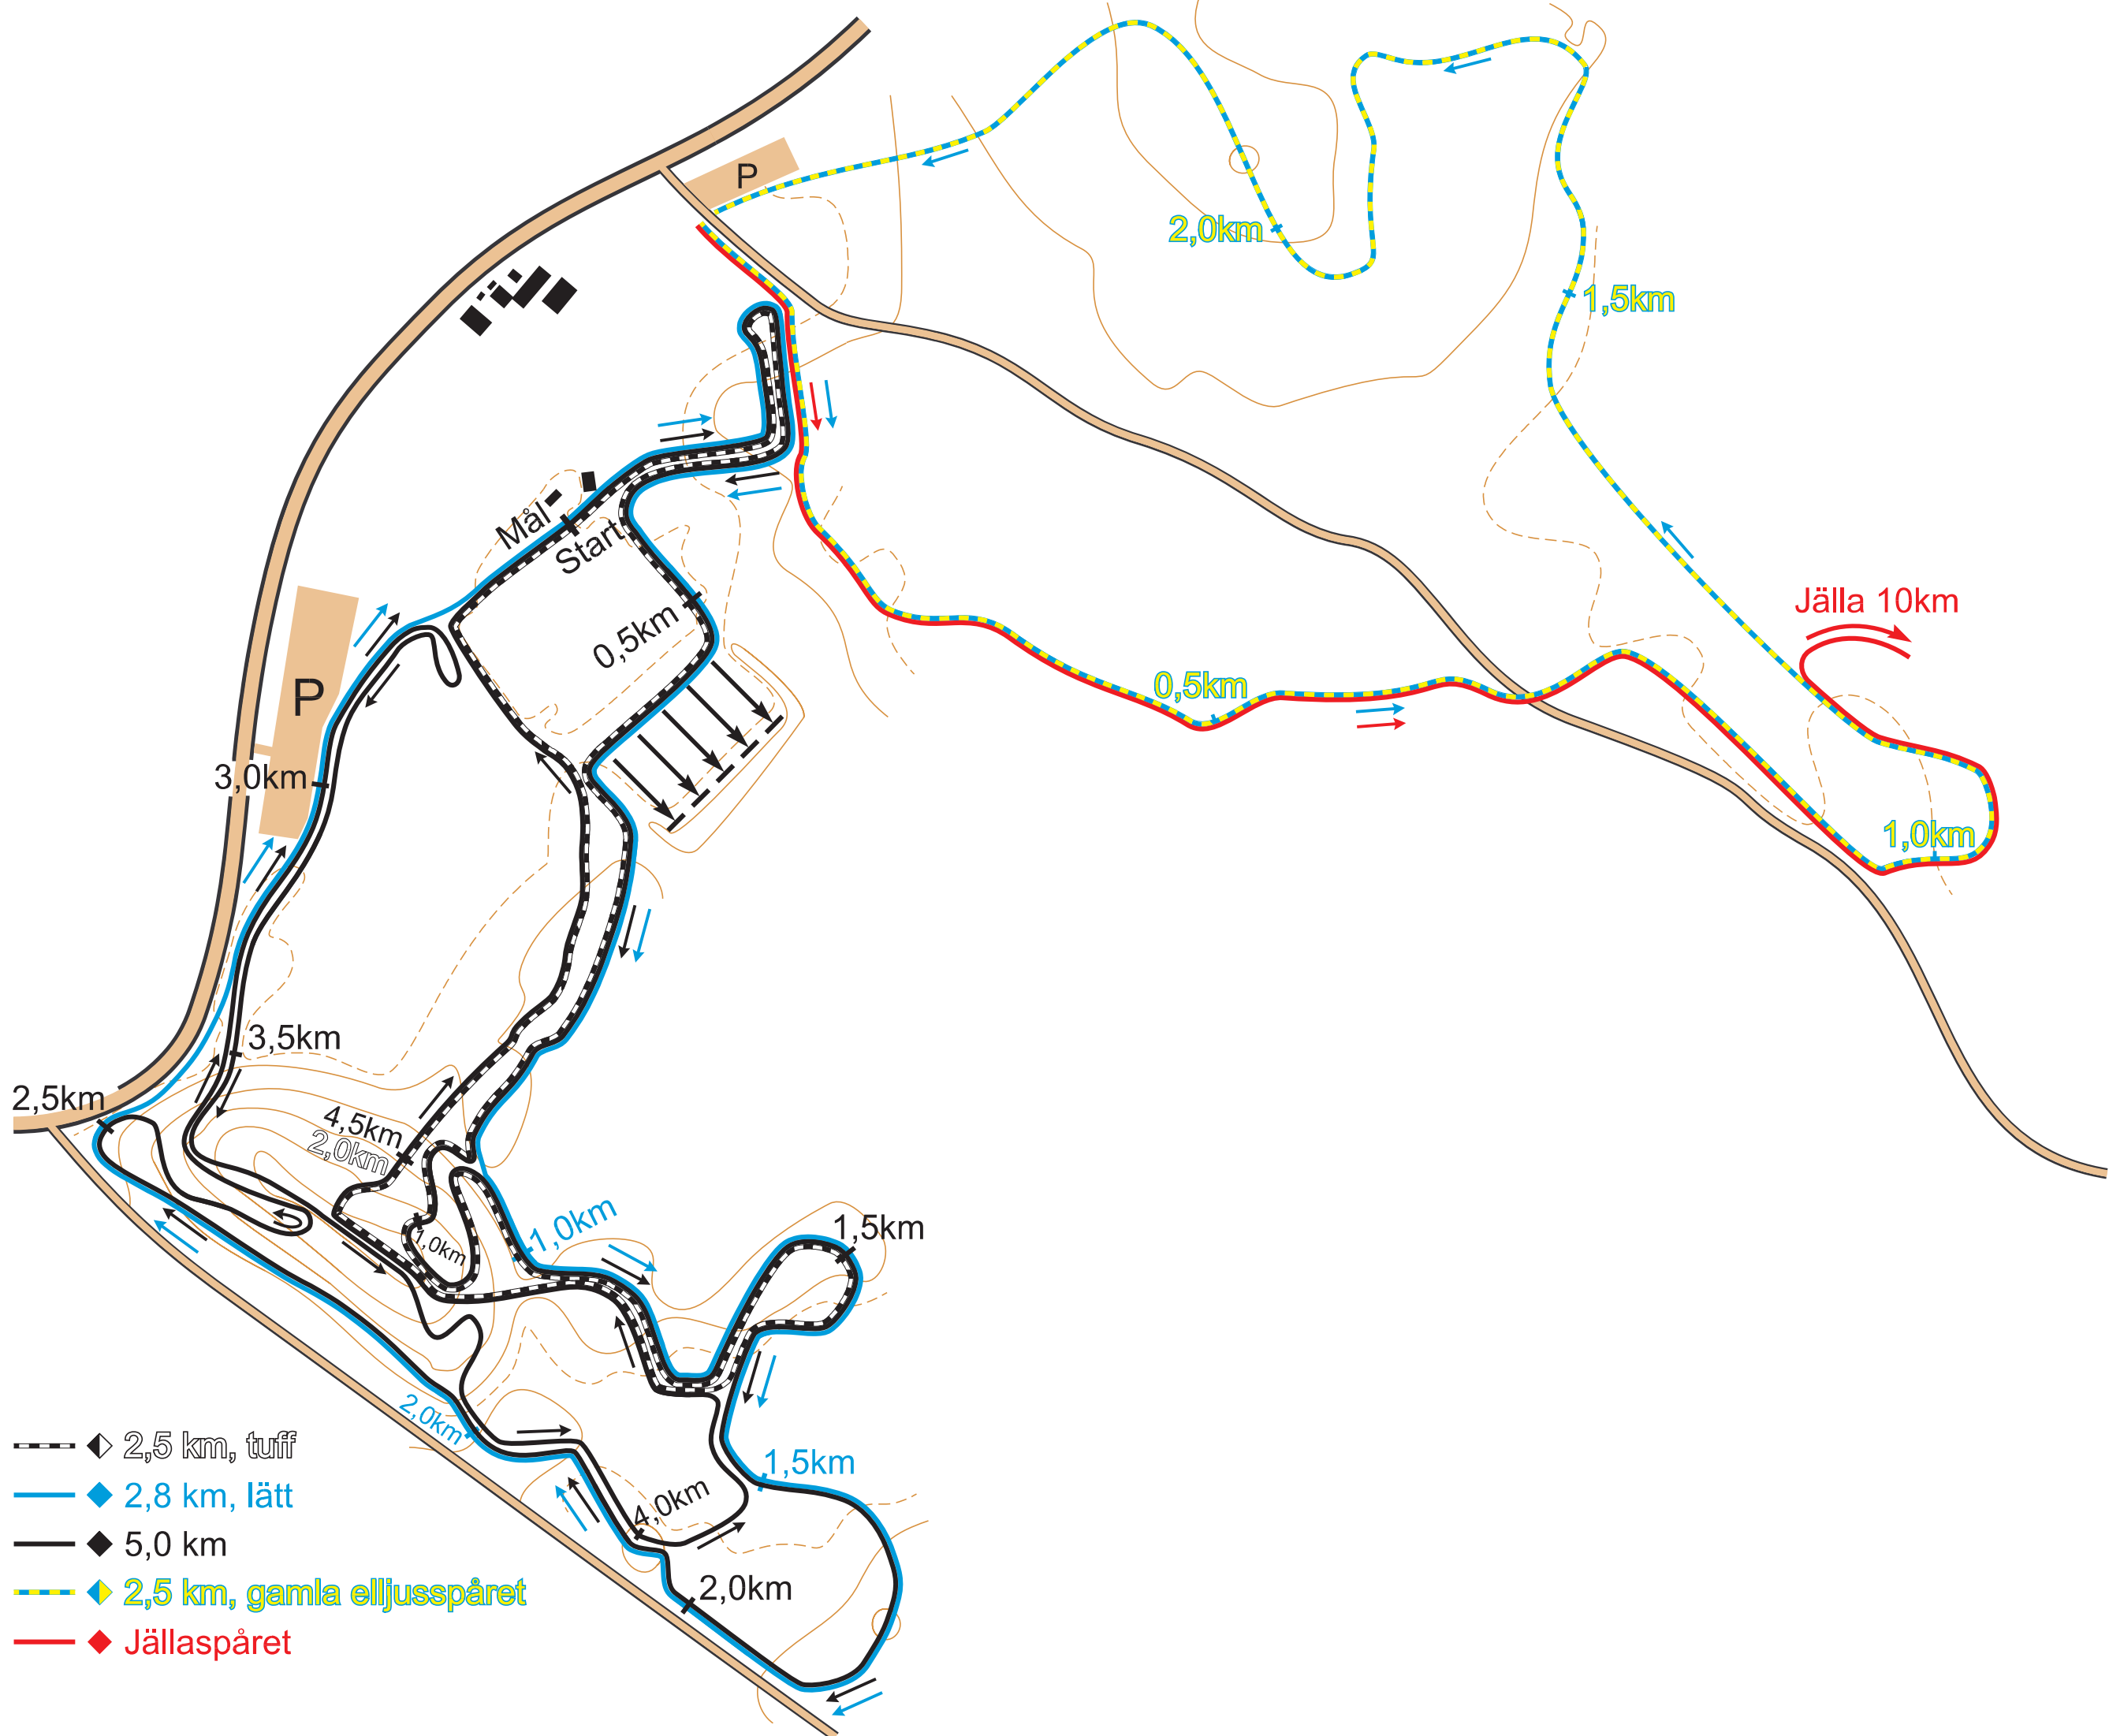 P
2,0km
1,5km
Mål
Start
Jälla 10km
0,5km
0,5km
P
3,0km
1,0km
3,5km
2,5km
4,5km
2,0km
1,0km
1,0km
1,5km
2,0km
1,5km
4,0km
2,0km
2,5 km, tuff
2,8 km, lätt
5,0 km
2,5 km, gamla elljusspåret
Jällaspåret